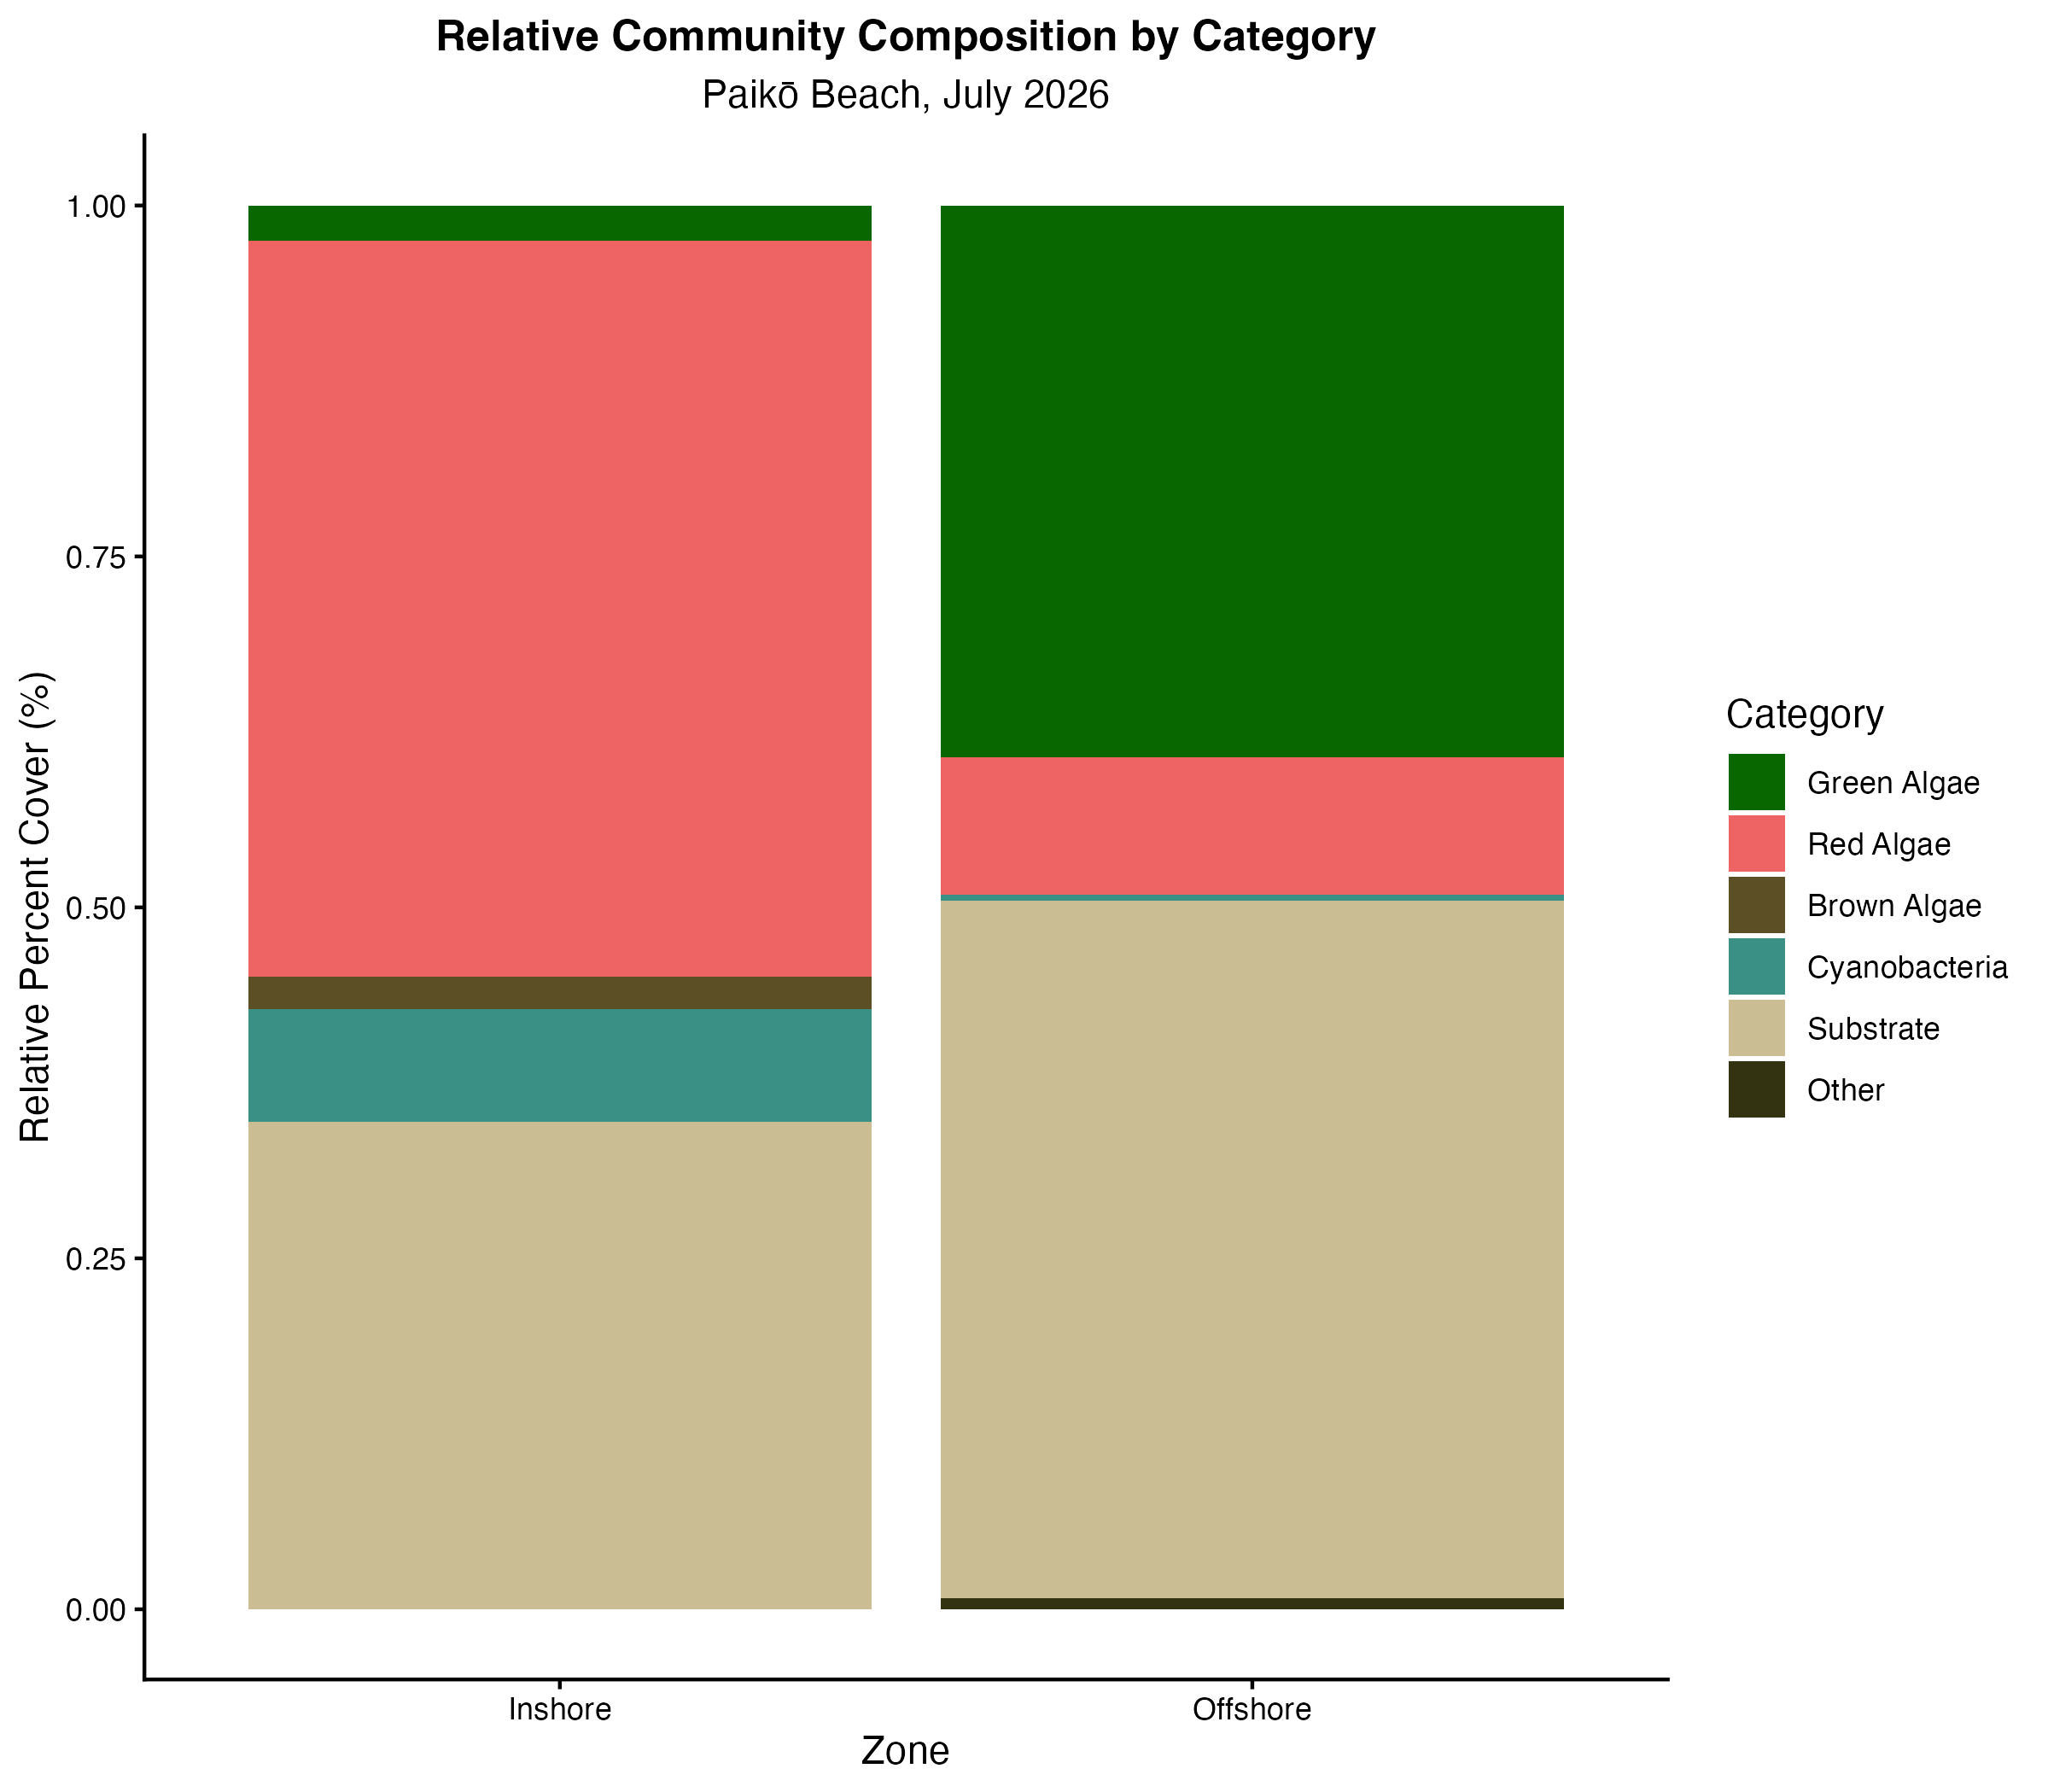 Relative Community Composition by Category
Paikō Beach, July 2026
Relative Percent Cover (%)
1.00
0.75
0.50
0.25
0.00
Inshore
Offshore
Zone
Category
Green Algae
Red Algae
Brown Algae
Cyanobacteria
Substrate
Other